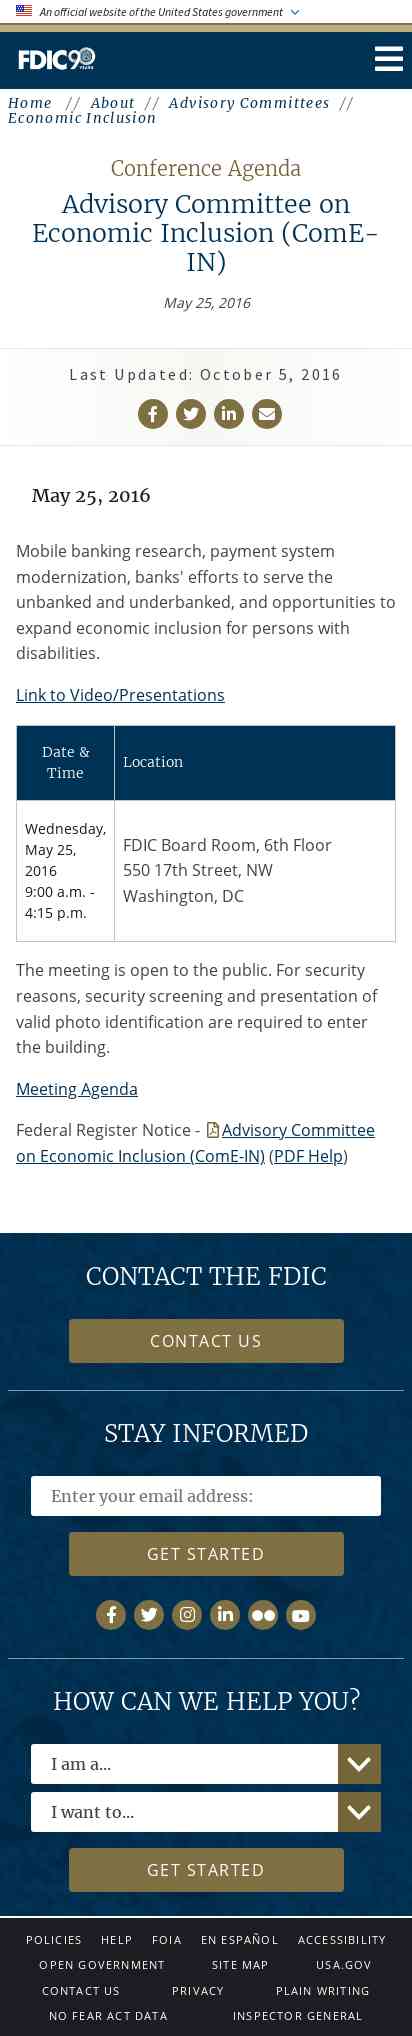 An official website of the United States government
FDIC 90 YEARS
Home // About // Advisory Committees //
Economic Inclusion
Conference Agenda
Advisory Committee on
Economic Inclusion (ComE-
IN)
May 25, 2016
Last Updated: October 5, 2016
May 25, 2016
Mobile banking research, payment system
modernization, banks' efforts to serve the
unbanked and underbanked, and opportunities to
expand economic inclusion for persons with
disabilities.
Link to Video/Presentations
Date &
Time
Location
Wednesday,
May 25,
2016
9:00 a.m. -
4:15 p.m.
FDIC Board Room, 6th Floor
550 17th Street, NW
Washington, DC
The meeting is open to the public. For security
reasons, security screening and presentation of
valid photo identification are required to enter
the building.
Meeting Agenda
Federal Register Notice - Advisory Committee
on Economic Inclusion (ComE-IN) (PDF Help)
CONTACT THE FDIC
CONTACT US
STAY INFORMED
Enter your email address:
GET STARTED
HOW CAN WE HELP YOU?
I am a...
I want to...
GET STARTED
POLICIES HELP FOIA EN ESPAÑOL ACCESSIBILITY
OPEN GOVERNMENT SITE MAP USA.GOV
CONTACT US PRIVACY PLAIN WRITING
NO FEAR ACT DATA INSPECTOR GENERAL